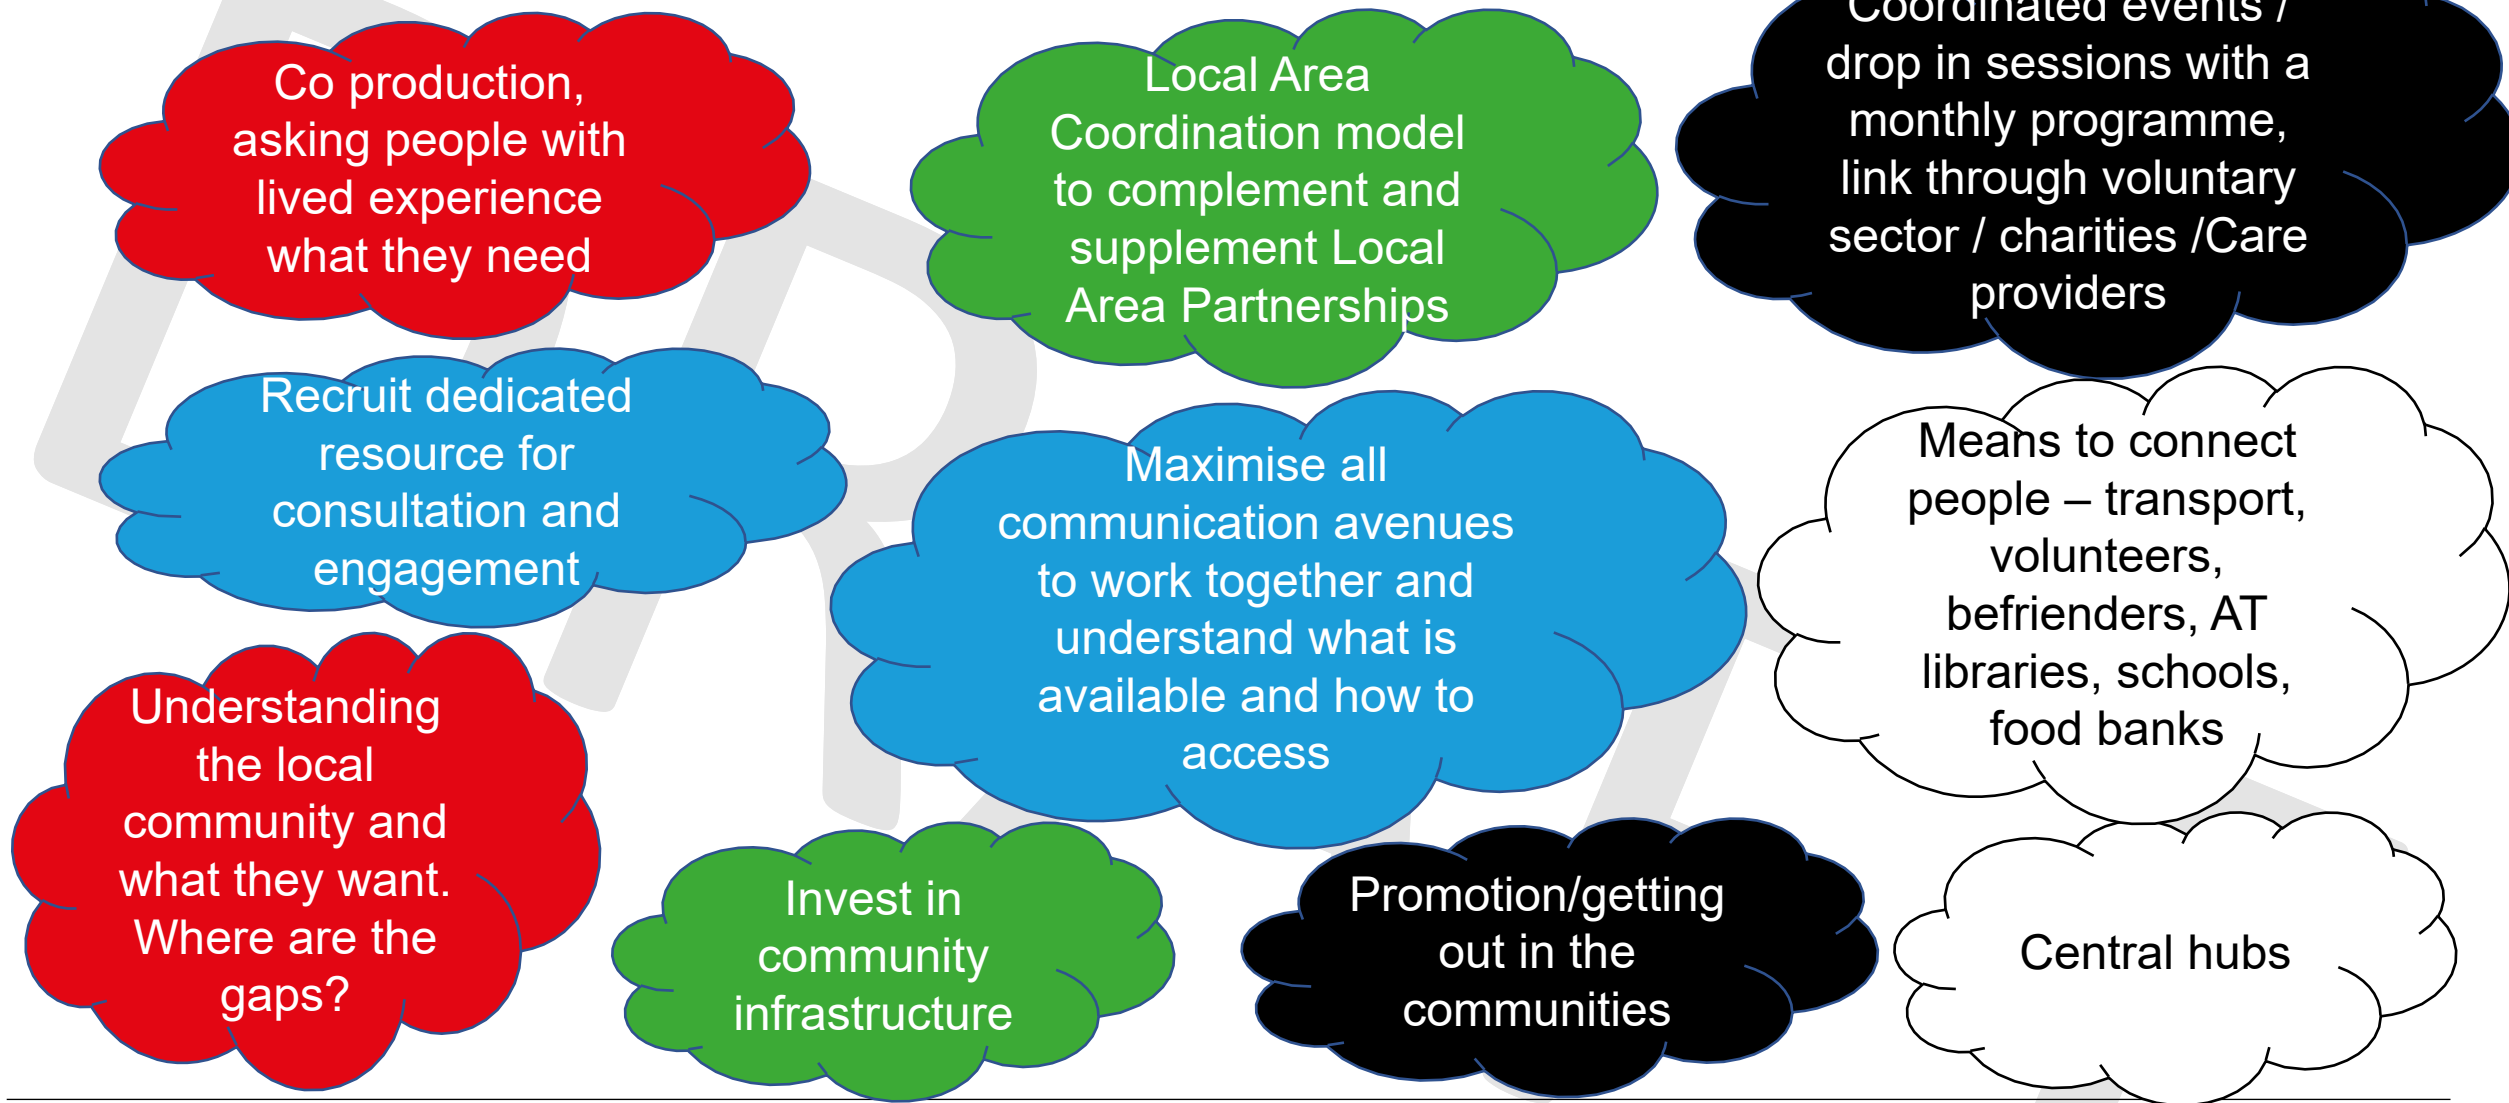 Co production,
asking people with
lived experience
what they need
Local Area
Coordination model
to complement and
supplement Local
Area Partnerships
Coordinated events /
drop in sessions with a
monthly programme,
link through voluntary
sector / charities /Care
providers
Recruit dedicated
resource for
consultation and
engagement
Maximise all
communication avenues
to work together and
understand what is
available and how to
access
Means to connect
people – transport,
volunteers,
befrienders, AT
libraries, schools,
food banks
Understanding
the local
community and
what they want.
Where are the
gaps?
Invest in
community
infrastructure
Promotion/getting
out in the
communities
Central hubs